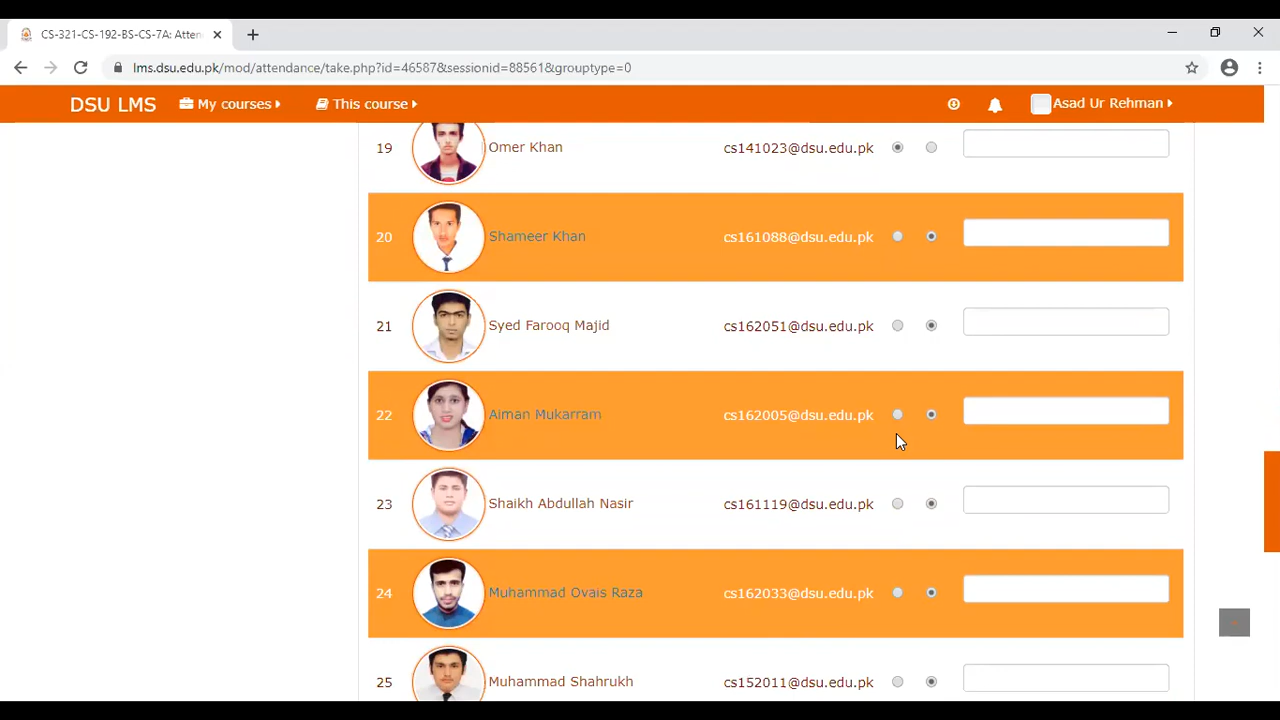 CS-321-CS-192-BS-CS-7A: Atten
lms.dsu.edu.pk/mod/attendance/take.php?id=46587&sessionid=88561&grouptype=0
DSU LMS My courses This course Asad Ur Rehman
19 Omer Khan cs141023@dsu.edu.pk
20 Shameer Khan cs161088@dsu.edu.pk
21 Syed Farooq Majid cs162051@dsu.edu.pk
22 Aiman Mukarram cs162005@dsu.edu.pk
23 Shaikh Abdullah Nasir cs161119@dsu.edu.pk
24 Muhammad Ovais Raza cs162033@dsu.edu.pk
25 Muhammad Shahrukh cs152011@dsu.edu.pk